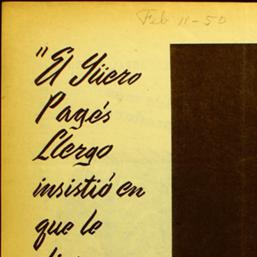 Feb 11-50
"El Güero
Pagés
Llergo
insistió en
que le